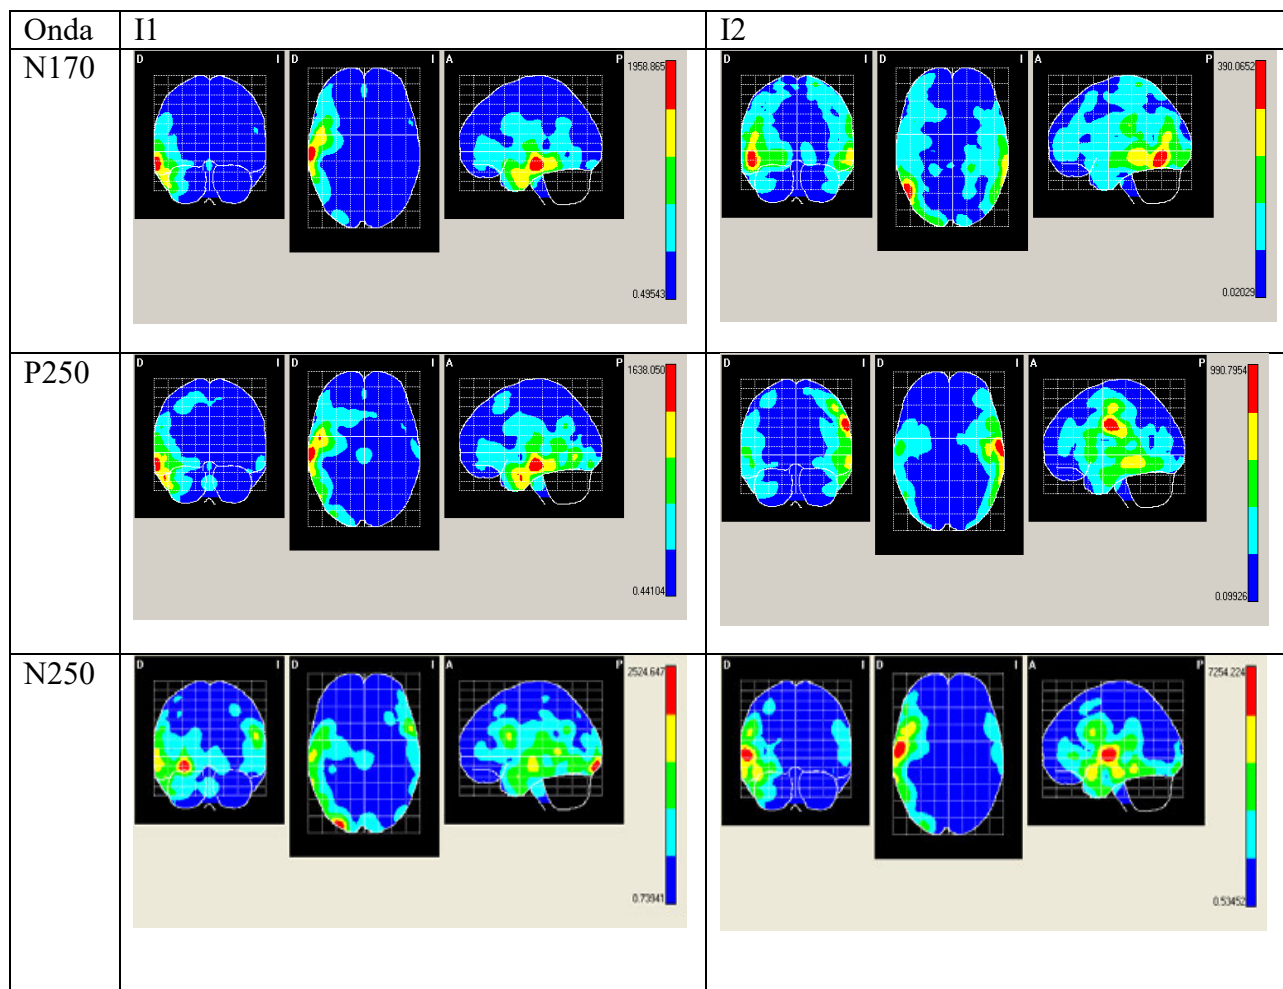 Onda I1 I2
N170
D I D I A P 1958.865 0.49543
D I D I A P 390.0652 0.02029
P250
D I D I A P 1638.050 0.44104
D I D I A P 990.7954 0.09926
N250
D I D I A P 2524.647 0.73941
D I D I A P 7254.224 0.53452